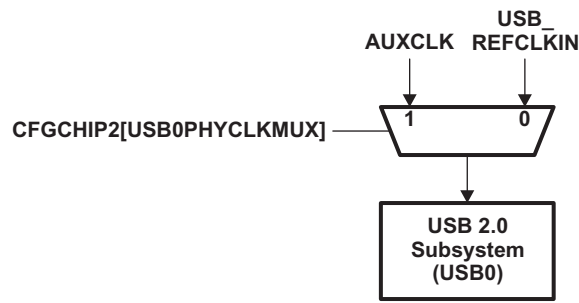 USB_
AUXCLK REFCLKIN
1 0
CFGCHIP2[USB0PHYCLKMUX]
USB 2.0
Subsystem
(USB0)